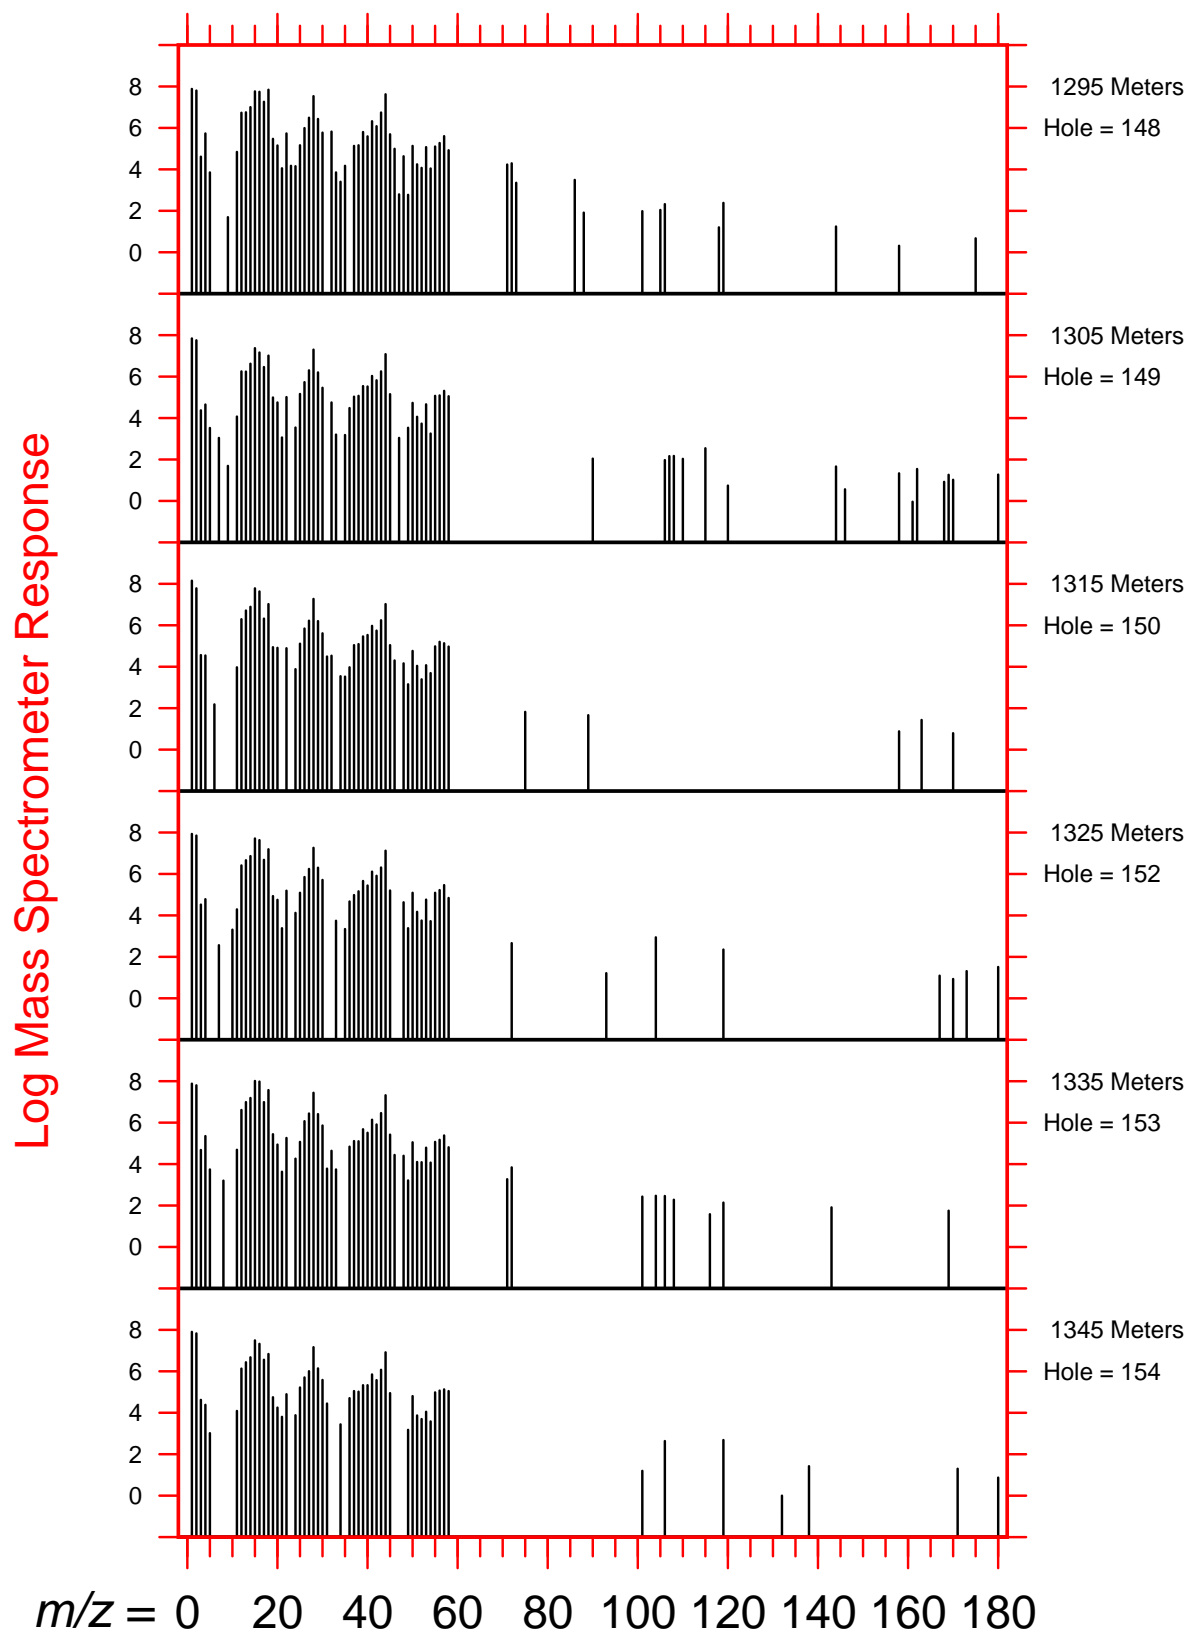 8
6
4
2
0
1295 Meters
Hole = 148
8
6
4
2
0
1305 Meters
Hole = 149
8
6
4
2
0
1315 Meters
Hole = 150
8
6
4
2
0
1325 Meters
Hole = 152
8
6
4
2
0
1335 Meters
Hole = 153
8
6
4
2
0
1345 Meters
Hole = 154
Log Mass Spectrometer Response
m/z = 0 20 40 60 80 100 120 140 160 180